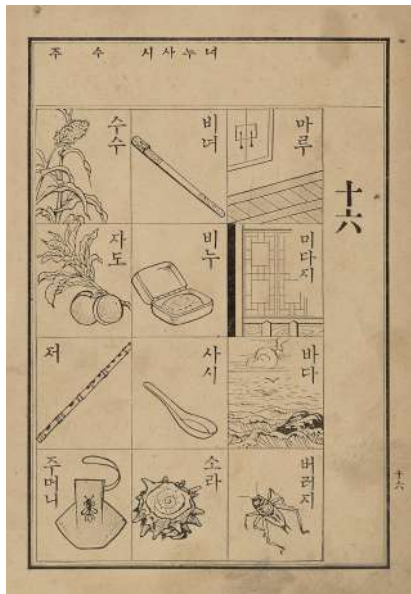 十六
녀누사시 수 주
마루
미다지
바다
버러지
비녀
비누
사시
소라
수수
자도
저
주머니
十六